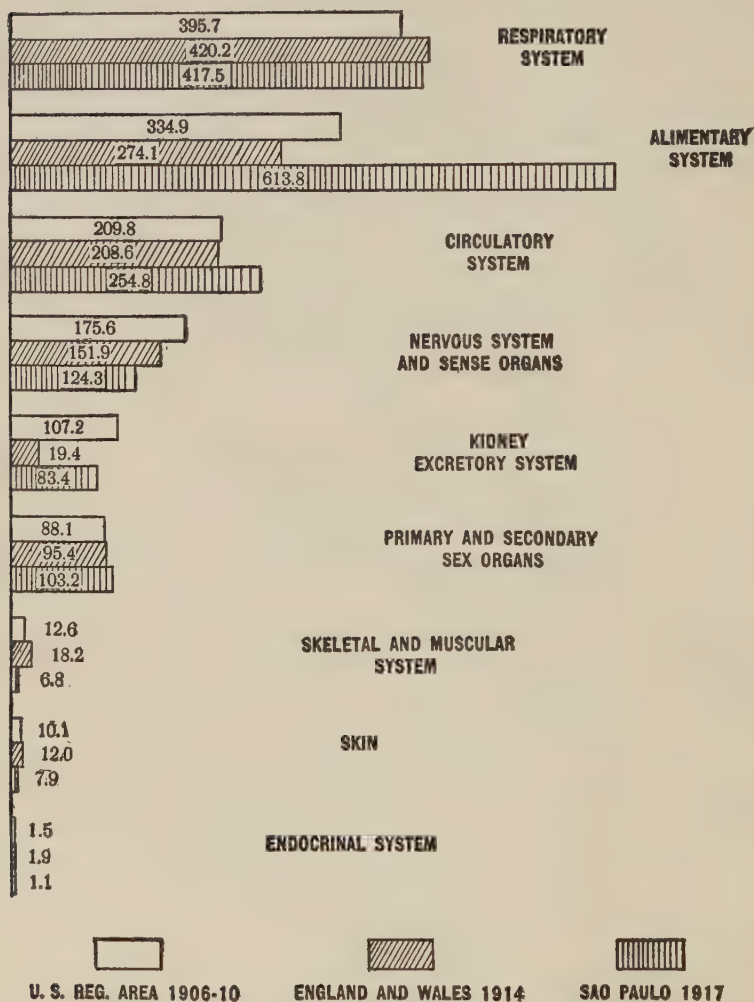 395.7
420.2
417.5
RESPIRATORY
SYSTEM
334.9
274.1
613.8
ALIMENTARY
SYSTEM
209.8
208.6
254.8
CIRCULATORY
SYSTEM
175.6
151.9
124.3
NERVOUS SYSTEM
AND SENSE ORGANS
107.2
19.4
83.4
KIDNEY
EXCRETORY SYSTEM
88.1
95.4
103.2
PRIMARY AND SECONDARY
SEX ORGANS
12.6
18.2
6.8
SKELETAL AND MUSCULAR
SYSTEM
10.1
12.0
7.9
SKIN
1.5
1.9
1.1
ENDOCRINAL SYSTEM
U. S. REG. AREA 1906-10 ENGLAND AND WALES 1914 SAO PAULO 1917